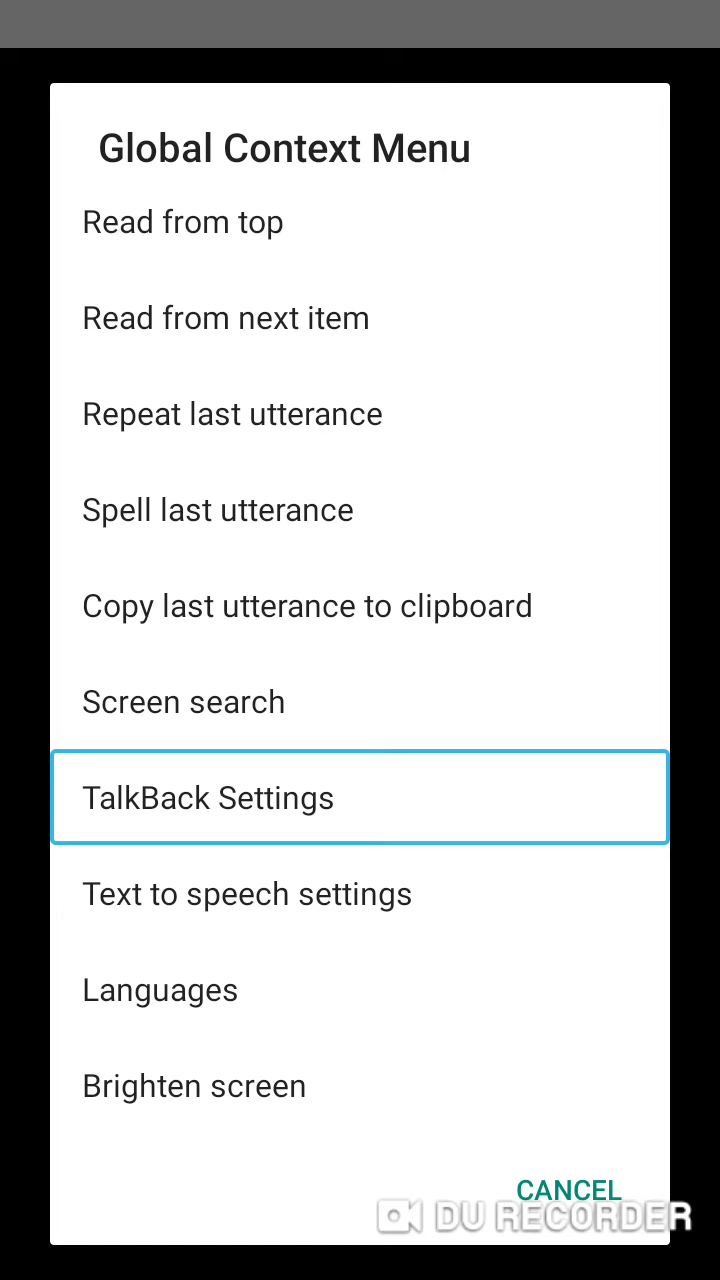 Global Context Menu
Read from top
Read from next item
Repeat last utterance
Spell last utterance
Copy last utterance to clipboard
Screen search
TalkBack Settings
Text to speech settings
Languages
Brighten screen
CANCEL
DU RECORDER